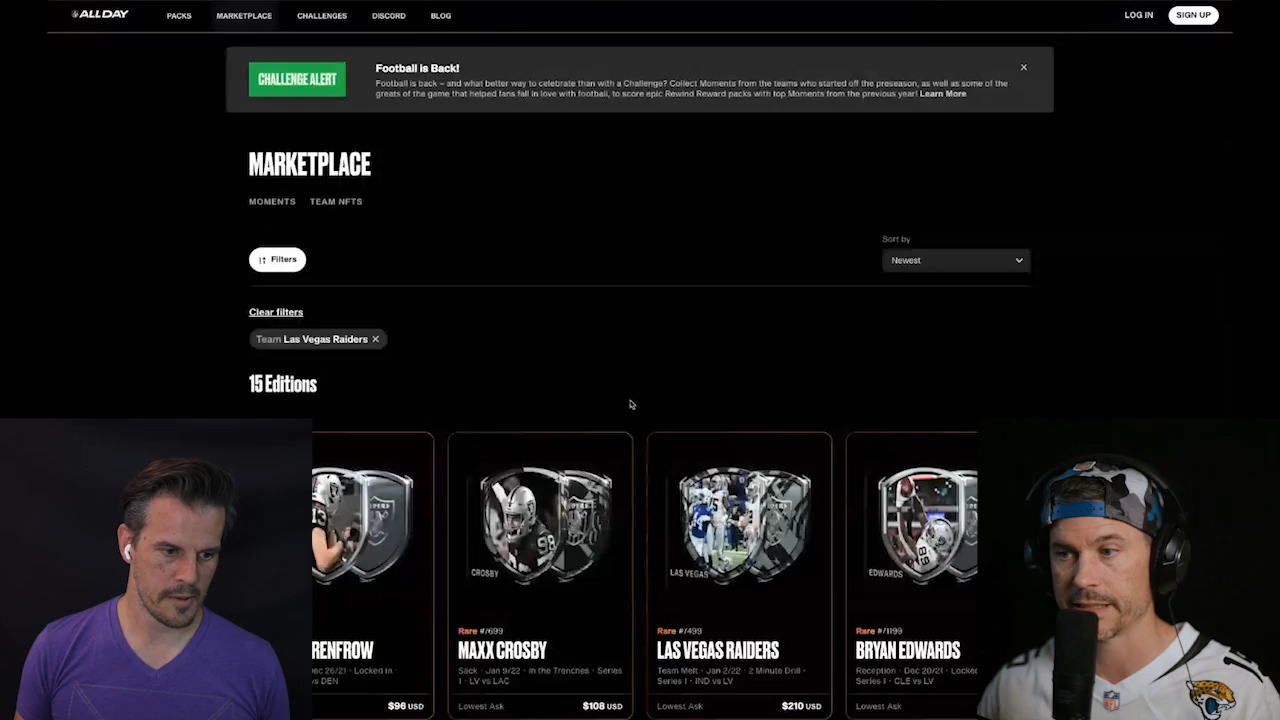 ALL DAY
PACKS
MARKETPLACE
CHALLENGES
DISCORD
BLOG
LOG IN
SIGN UP
CHALLENGE ALERT
Football is Back!
Football is back – and what better way to celebrate than with a Challenge? Collect Moments from the teams who started off the preseason, as well as some of the
greats of the game that helped fans fall in love with football, to score epic Rewind Reward packs with top Moments from the previous year! Learn More
MARKETPLACE
MOMENTS
TEAM NFTS
Sort by
Filters
Newest
Clear filters
Team Las Vegas Raiders
15 Editions
CROSBY
98
LAS VEGAS
EDWARDS
89
RENFROW
ec 26/21 · Locked In ·
vs DEN
$96 USD
Rare #/699
MAXX CROSBY
Sack · Jan 9/22 · In the Trenches · Series
1 · LV vs LAC
Lowest Ask
$108 USD
Rare #/499
LAS VEGAS RAIDERS
Team Melt · Jan 2/22 · 2 Minute Drill ·
Series 1 · IND vs LV
Lowest Ask
$210 USD
Rare #/1199
BRYAN EDWARDS
Reception · Dec 20/21 · Locke
Series 1 · CLE vs LV
Lowest Ask